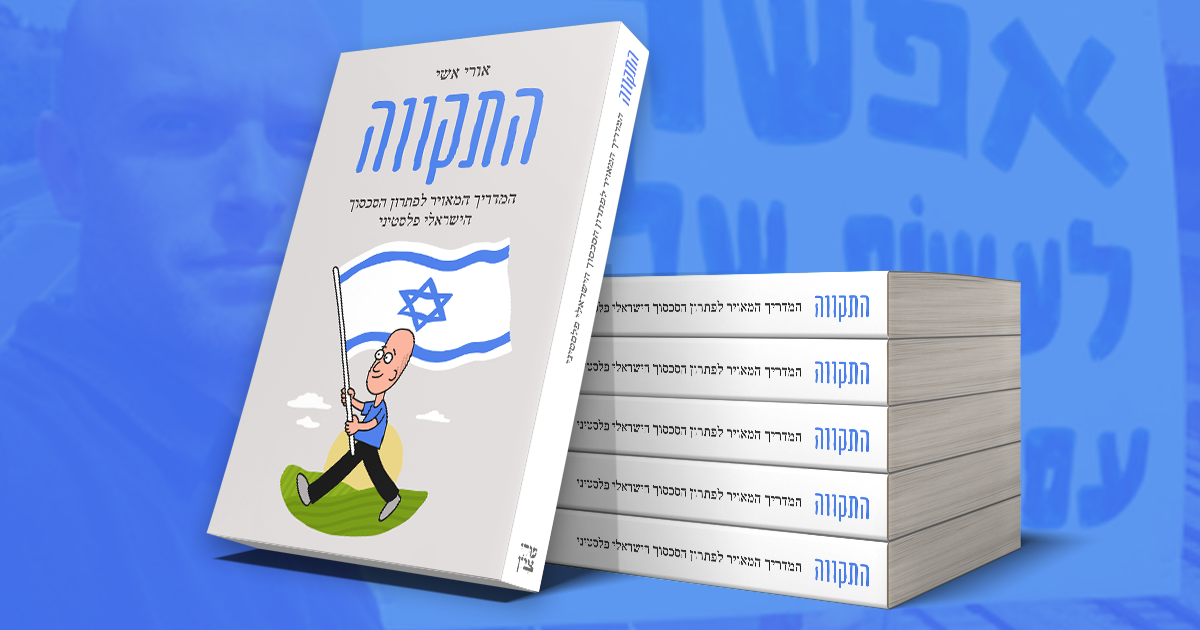 אורי אשי
התקווה
המדריך המאויר לפתרון הסכסוך
הישראלי פלסטיני
התקווה המדריך המאויר לפתרון הסכסוך הישראלי פלסטיני
אפשר
לעשות
עם
התקווה המדריך המאויר לפתרון הסכסוך הישראלי
התקווה המדריך המאויר לפתרון הסכסוך הישראלי פלסטיני
התקווה המדריך המאויר לפתרון הסכסוך הישראלי פלסטיני
התקווה המדריך המאויר לפתרון הסכסוך הישראלי פלסטיני
התקווה המדריך המאויר לפתרון הסכסוך הישראלי פלסטיני